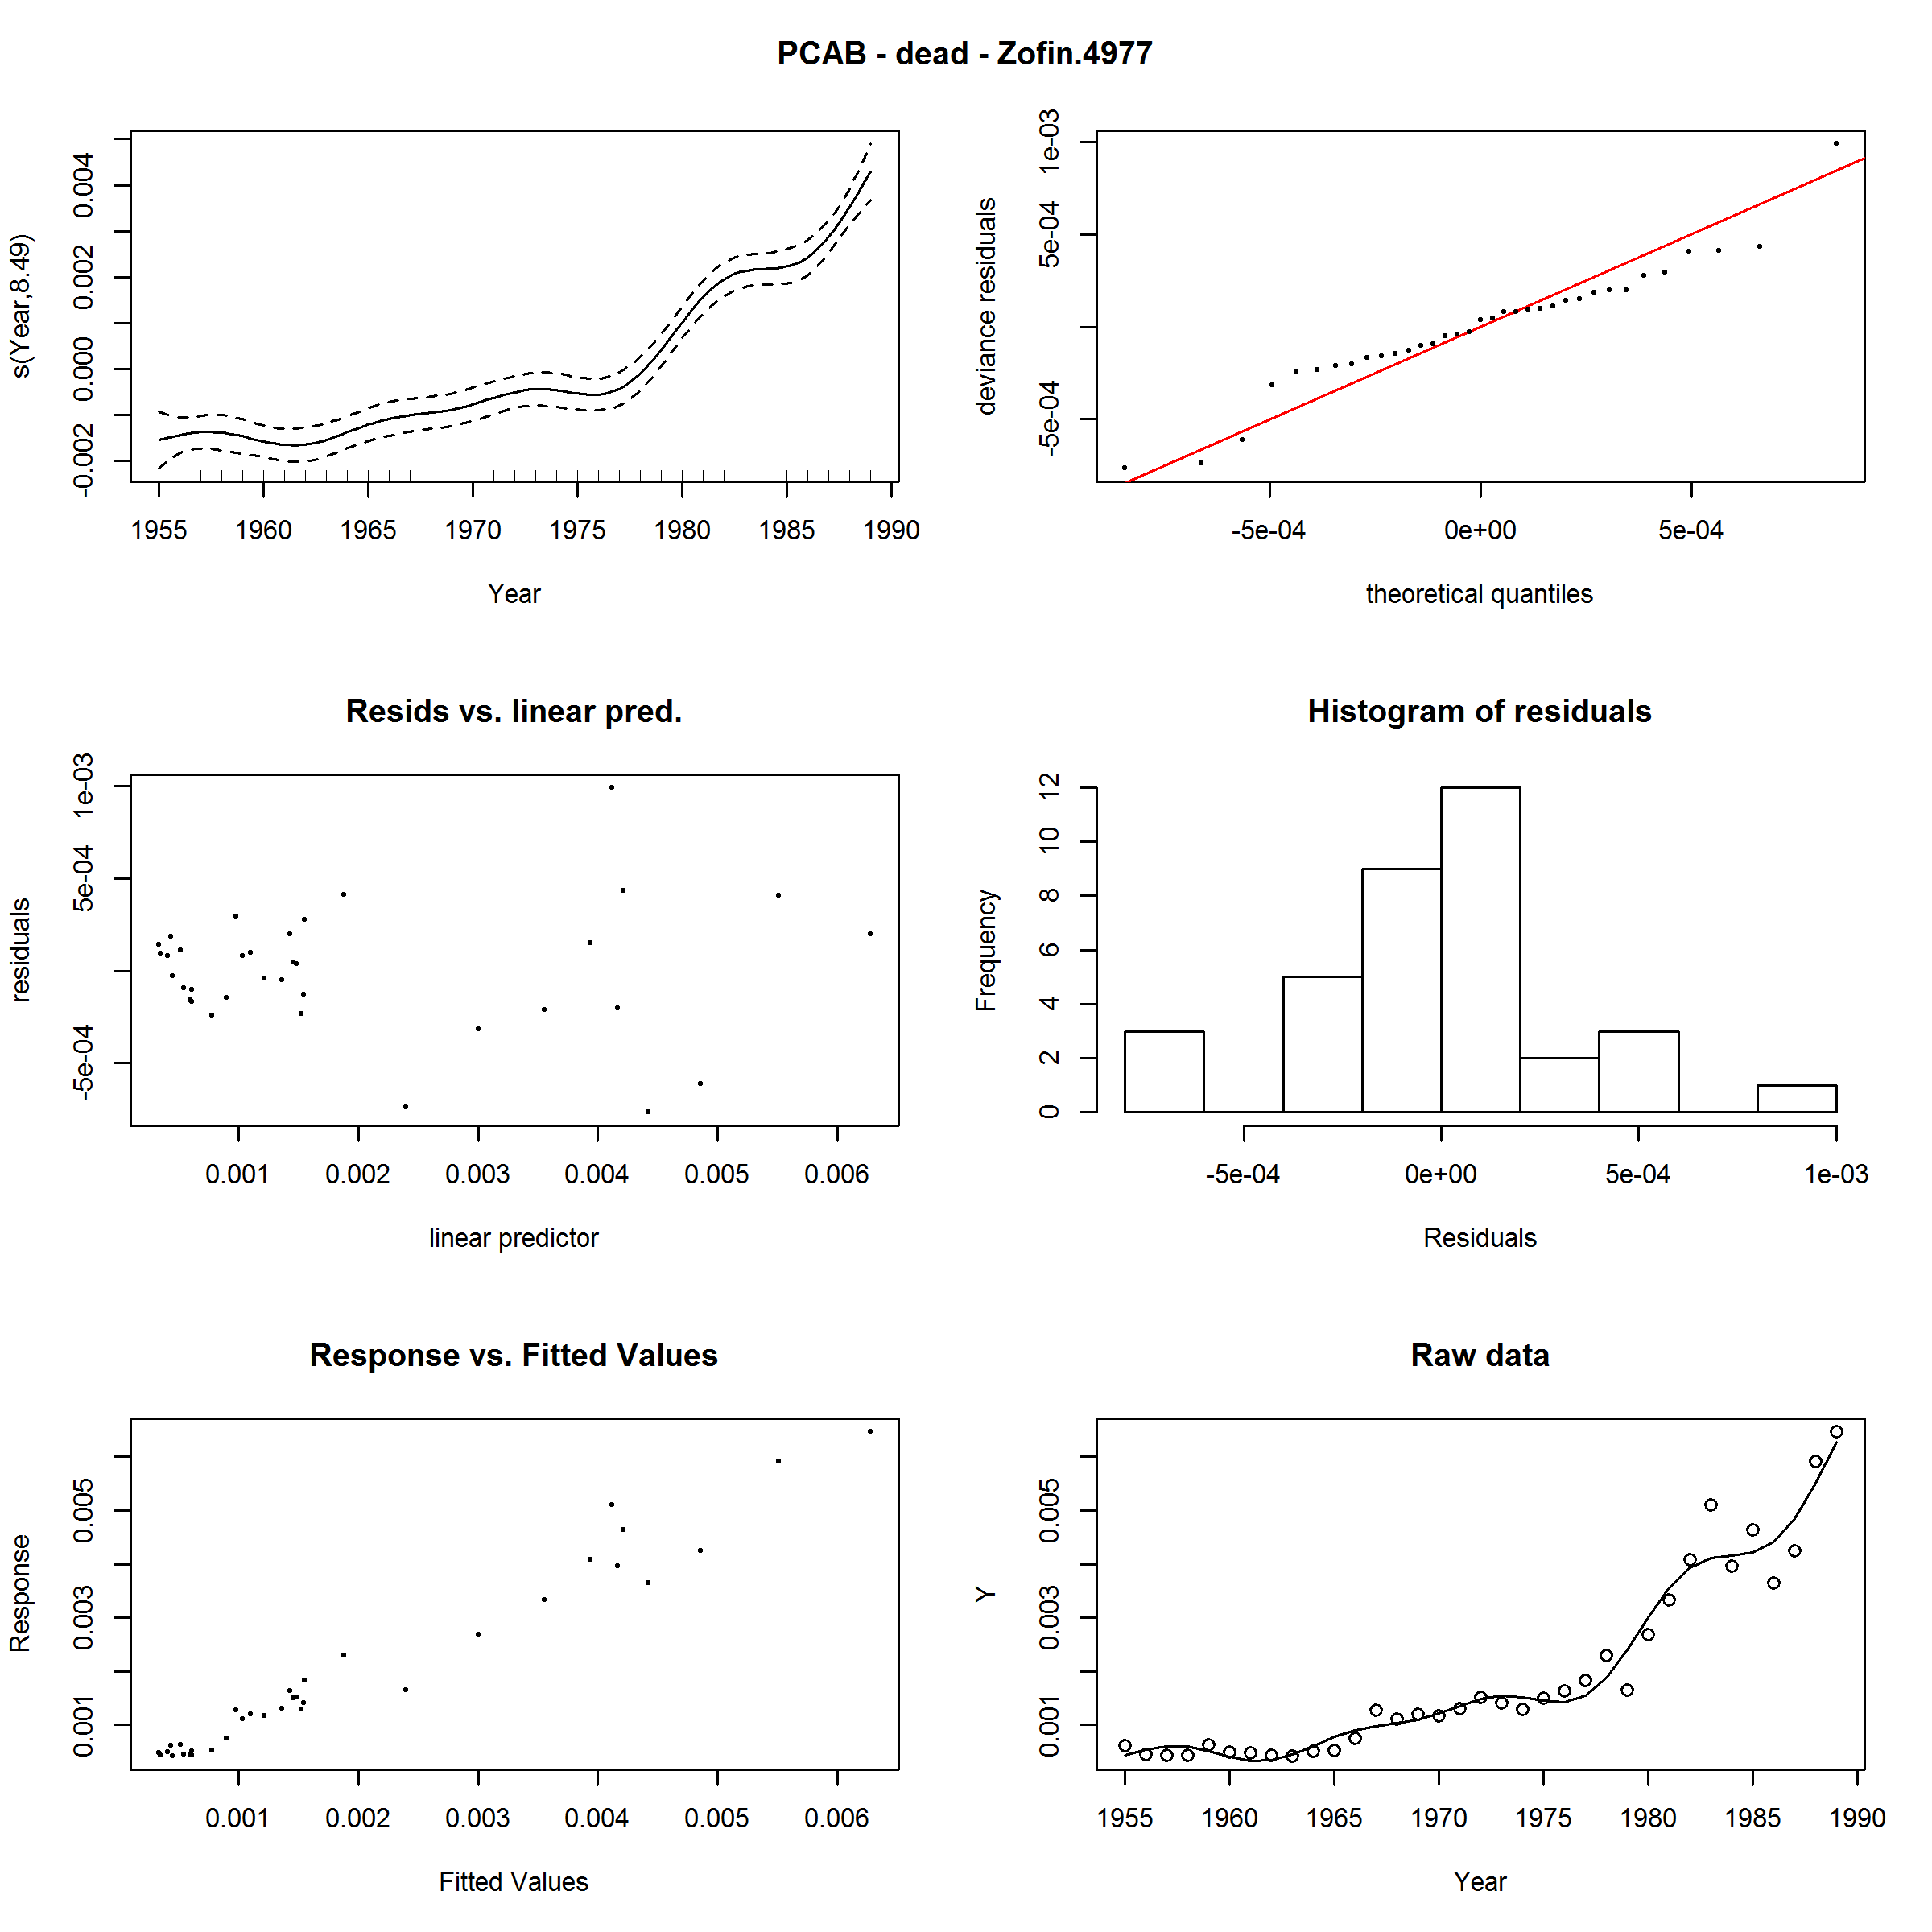 PCAB - dead - Zofin.4977
s(Year,8.49)
-0.002 0.000 0.002 0.004
1955 1960 1965 1970 1975 1980 1985 1990
Year
deviance residuals
-5e-04 5e-04 1e-03
-5e-04 0e+00 5e-04
theoretical quantiles
Resids vs. linear pred.
residuals
-5e-04 5e-04 1e-03
0.001 0.002 0.003 0.004 0.005 0.006
linear predictor
Histogram of residuals
Frequency
0 2 4 6 8 10 12
-5e-04 0e+00 5e-04 1e-03
Residuals
Response vs. Fitted Values
Response
0.001 0.003 0.005
0.001 0.002 0.003 0.004 0.005 0.006
Fitted Values
Raw data
Y
0.001 0.003 0.005
1955 1960 1965 1970 1975 1980 1985 1990
Year